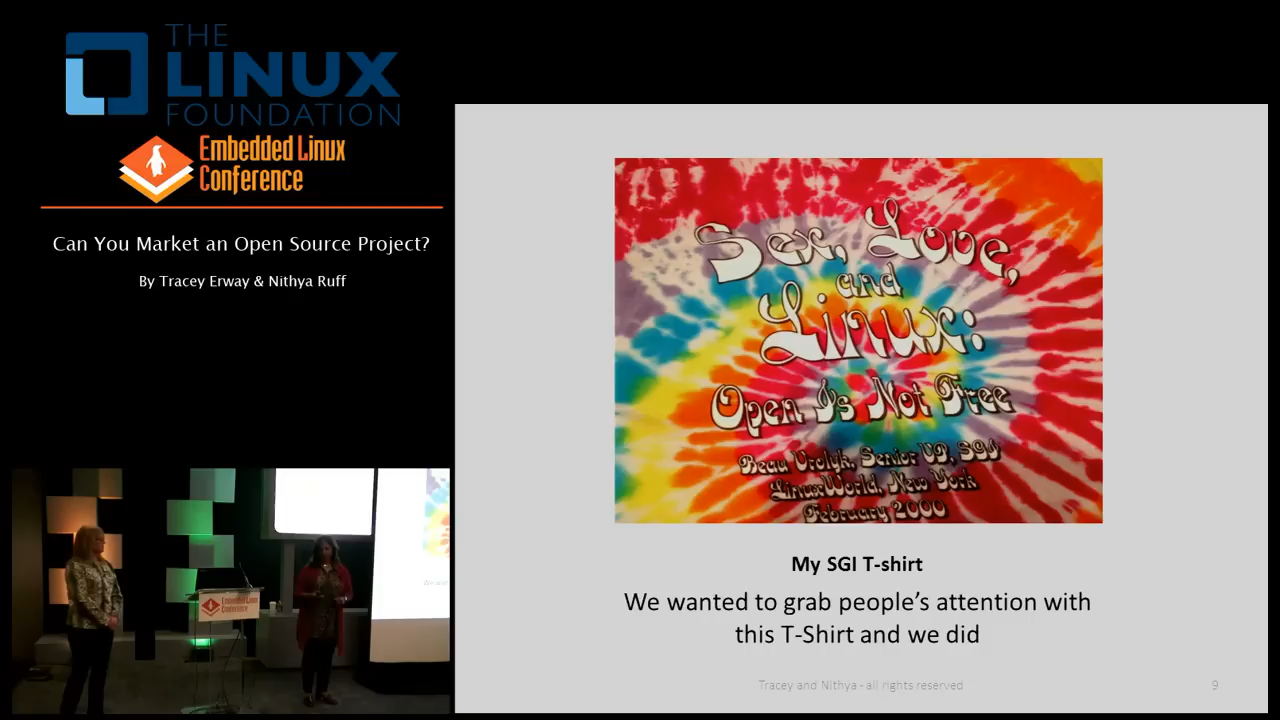 THE
LINUX
FOUNDATION
Embedded Linux
Conference
Can You Market an Open Source Project?
By Tracey Erway & Nithya Ruff
Sex, Love,
and
Linux:
Open Is Not Free
Beau Vrolyk, Senior VP, SGI
LinuxWorld, New York
February 2000
My SGI T-shirt
We wanted to grab people's attention with
this T-Shirt and we did
Tracey and Nithya - all rights reserved
9
Embedded Linux
Conference